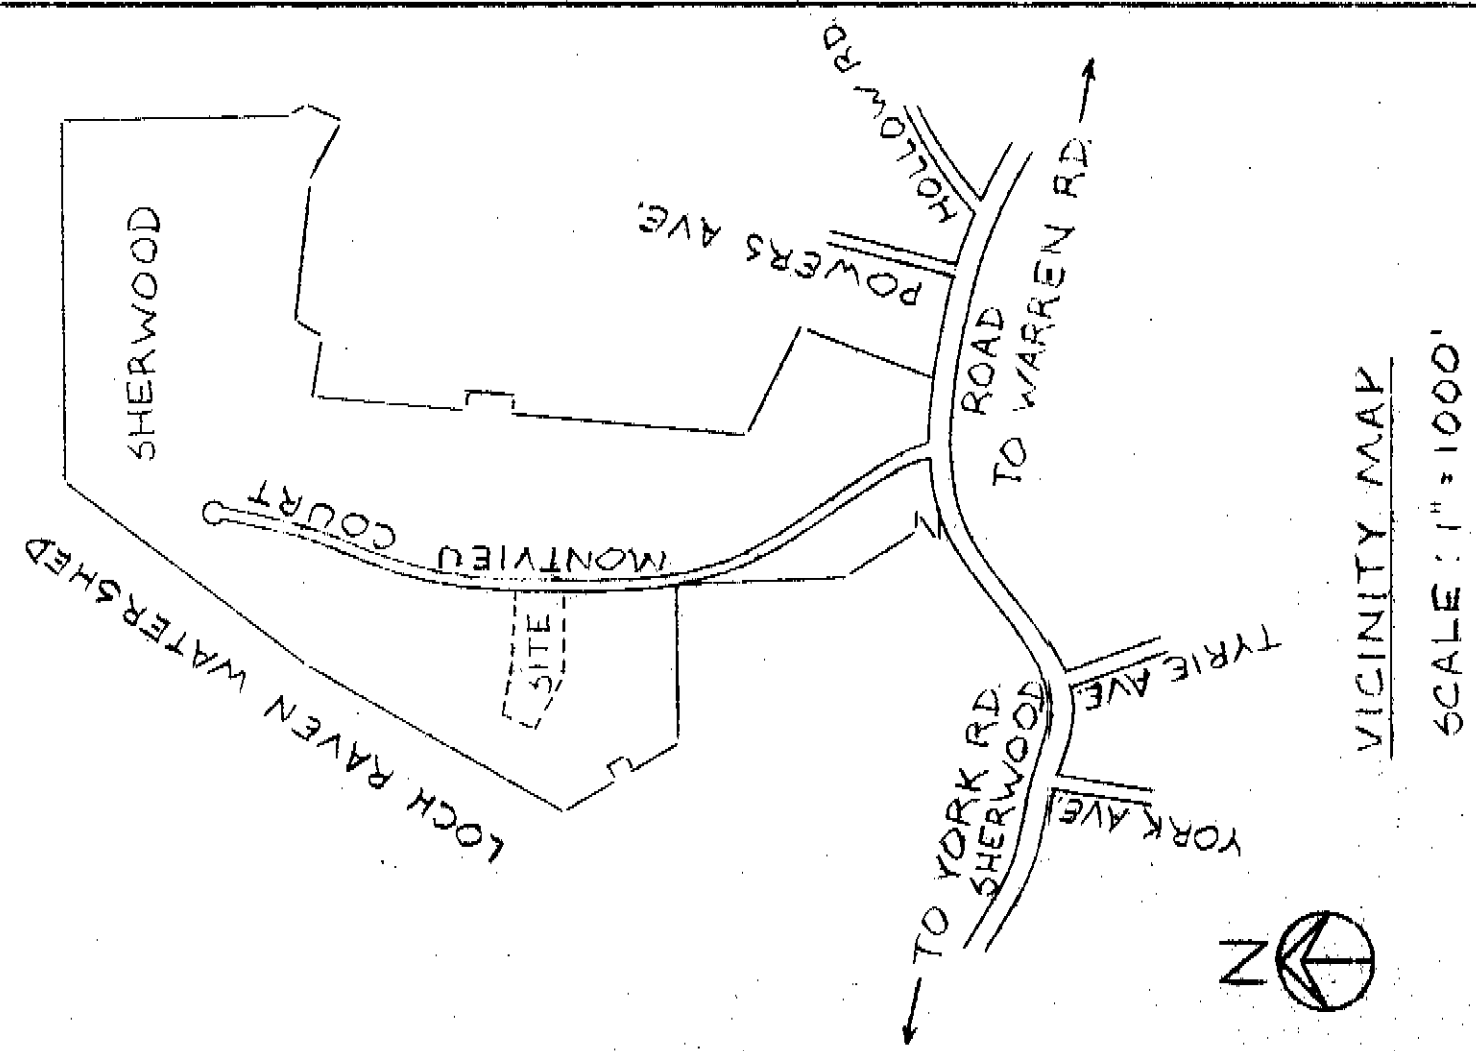 SHERWOOD
LOCH RAVEN WATERSHED
MONTVIEU COURT
SITE
POWERS AVE.
HOLLOW RD
TO WARREN RD
SHERWOOD ROAD
TO YORK RD
TYRIE AVE.
YORK AVE.
N
VICINITY MAP
SCALE: 1" = 1000'